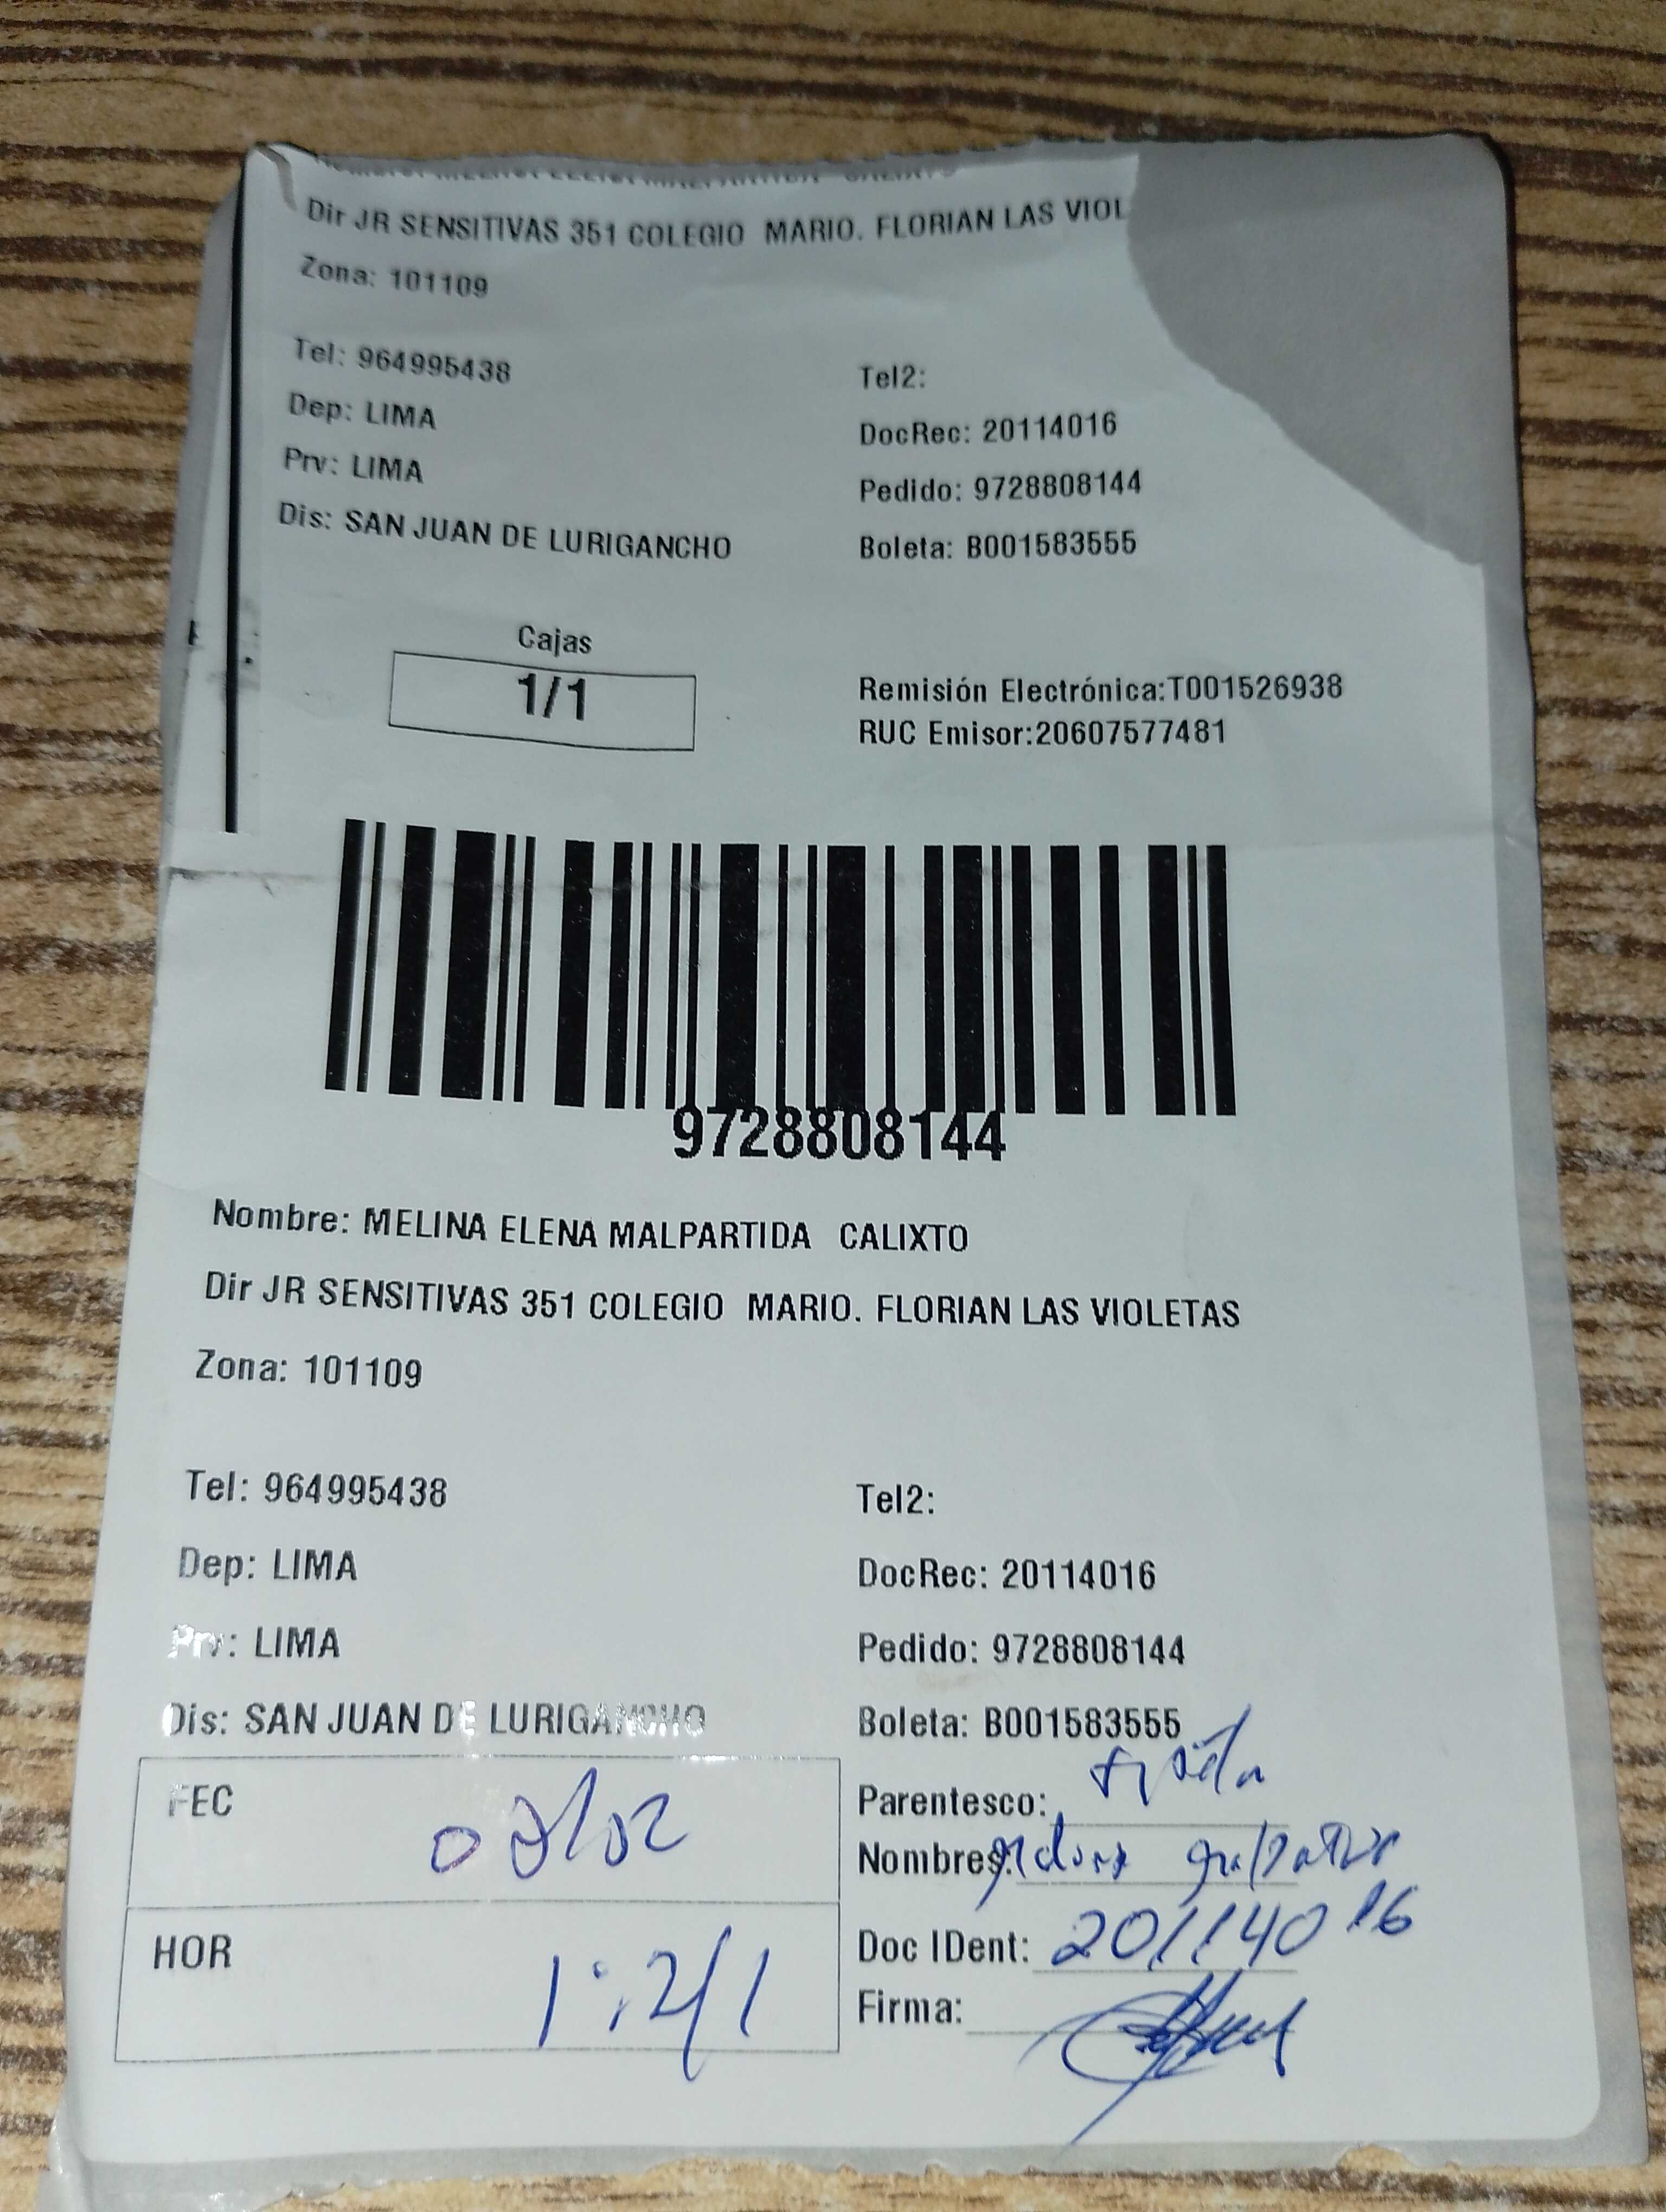 Dir JR SENSITIVAS 351 COLEGIO MARIO. FLORIAN LAS VIOL
Zona: 101109
Tel: 964995438
Tel2:
Dep: LIMA
DocRec: 20114016
Prv: LIMA
Pedido: 9728808144
Dis: SAN JUAN DE LURIGANCHO
Boleta: B001583555
Cajas
1/1
Remisión Electrónica:T001526938
RUC Emisor:20607577481
9728808144
Nombre: MELINA ELENA MALPARTIDA CALIXTO
Dir JR SENSITIVAS 351 COLEGIO MARIO. FLORIAN LAS VIOLETAS
Zona: 101109
Tel: 964995438
Tel2:
Dep: LIMA
DocRec: 20114016
Prv: LIMA
Pedido: 9728808144
Dis: SAN JUAN DE LURIGANCHO
Boleta: B001583555
FEC
Parentesco:
Nombres:
HOR
Doc IDent: 20114016
Firma: